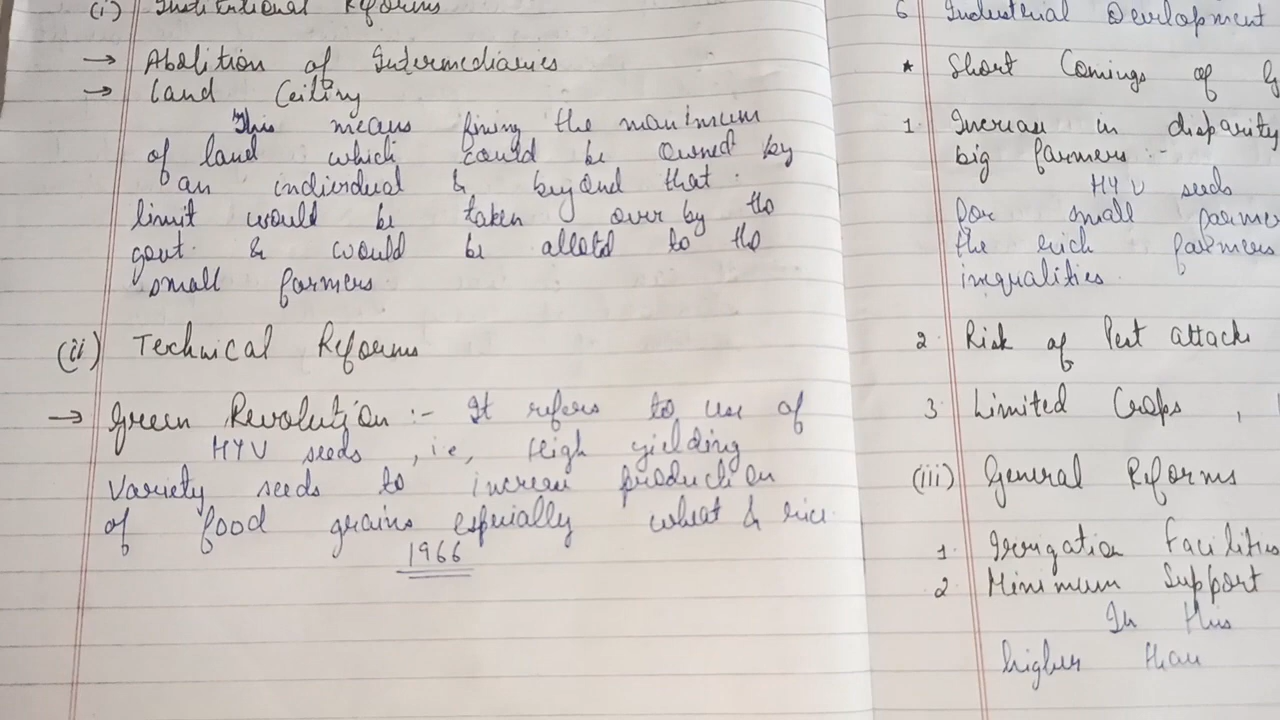 (i) Institutional Reforms
→ Abolition of Intermediaries
→ Land Ceiling
This means fixing the maximum
of land which could be owned by
an individual & beyond that
limit would be taken over by the
govt. & would be alloted to the
small farmers
(ii) Technical Reforms
→ Green Revolution :- It refers to use of
HYV seeds, i.e, High yielding
Variety seeds to increase production
of food grains especially wheat & rice
1966
6 Industrial Development
* Short Comings of G
1. Increase in disparity
big farmers :-
HYV seeds
for small farme
the rich farmers
inequalities.
2. Risk of Pest attacks
3 Limited Crops,
(iii) General Reforms
1. Irrigation Facilities
2. Minimum Support
In this
higher than